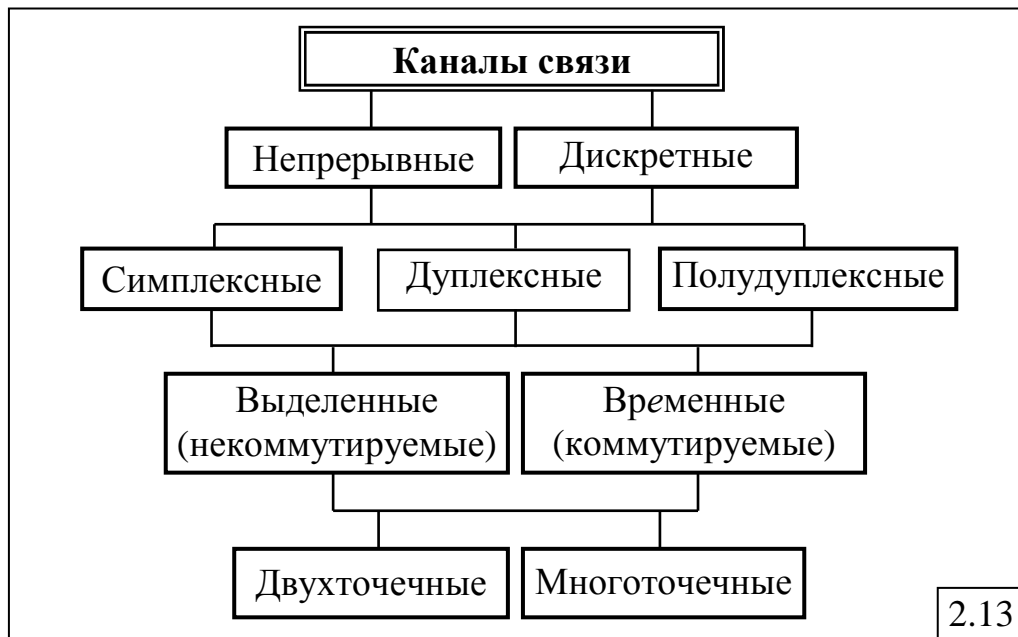 Каналы связи
Непрерывные
Дискретные
Симплексные
Дуплексные
Полудуплексные
Выделенные
(некоммутируемые)
Временные
(коммутируемые)
Двухточечные
Многоточечные
2.13